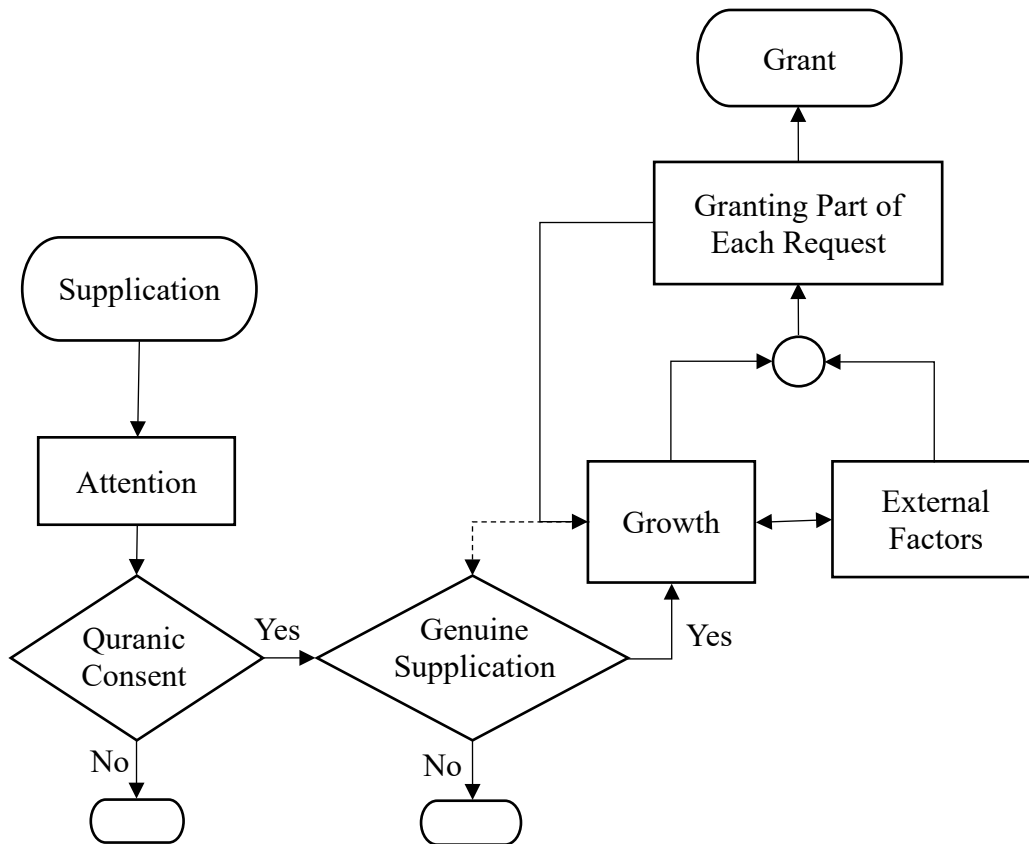 Grant
Granting Part of
Each Request
Supplication
Attention
Growth
External
Factors
Quranic
Consent
Yes
Genuine
Supplication
Yes
No
No